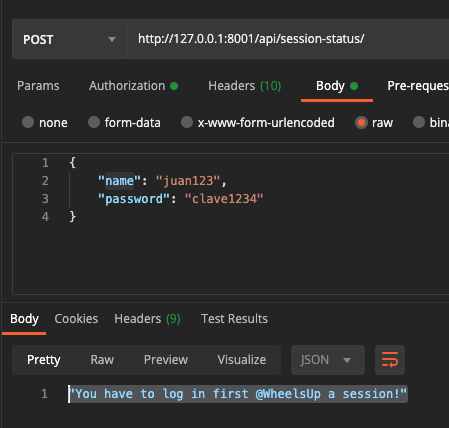 POST http://127.0.0.1:8001/api/session-status/
Params Authorization Headers (10) Body Pre-reques
none form-data x-www-form-urlencoded raw bin
1 {
2 "name": "juan123",
3 "password": "clave1234"
4 }
Body Cookies Headers (9) Test Results
Pretty Raw Preview Visualize JSON
1 "You have to log in first @WheelsUp a session!"